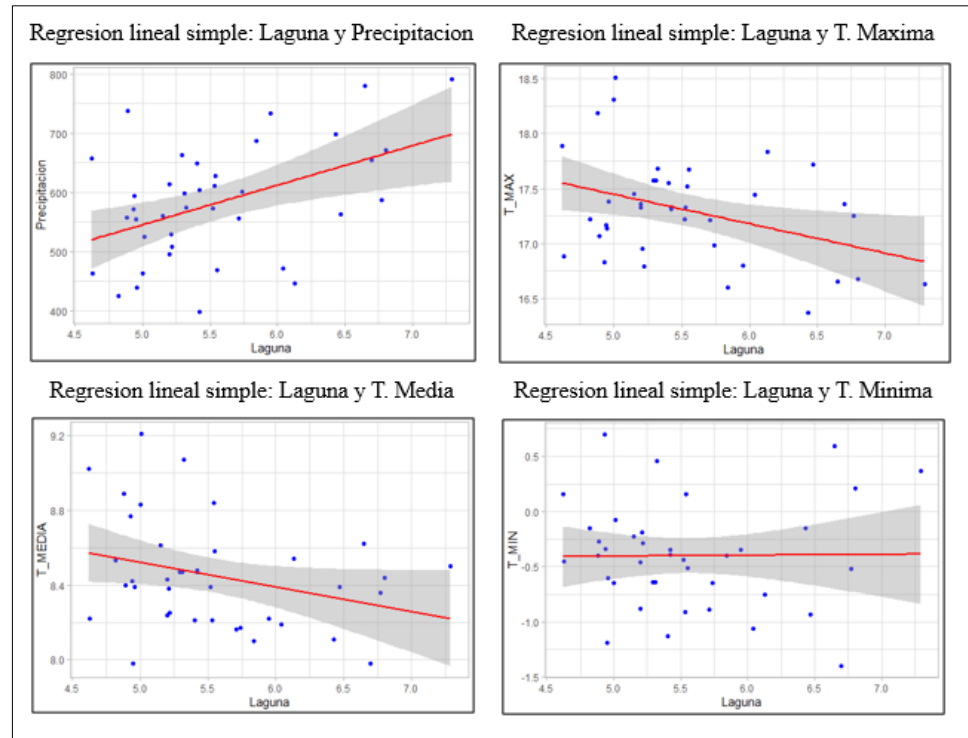 Regresion lineal simple: Laguna y Precipitacion
800
700
600
500
400
Precipitacion
4.5 5.0 5.5 6.0 6.5 7.0
Laguna
Regresion lineal simple: Laguna y T. Maxima
18.5
18.0
17.5
17.0
16.5
T_MAX
4.5 5.0 5.5 6.0 6.5 7.0
Laguna
Regresion lineal simple: Laguna y T. Media
9.2
8.8
8.4
8.0
T_MEDIA
4.5 5.0 5.5 6.0 6.5 7.0
Laguna
Regresion lineal simple: Laguna y T. Minima
0.5
0.0
-0.5
-1.0
-1.5
T_MIN
4.5 5.0 5.5 6.0 6.5 7.0
Laguna